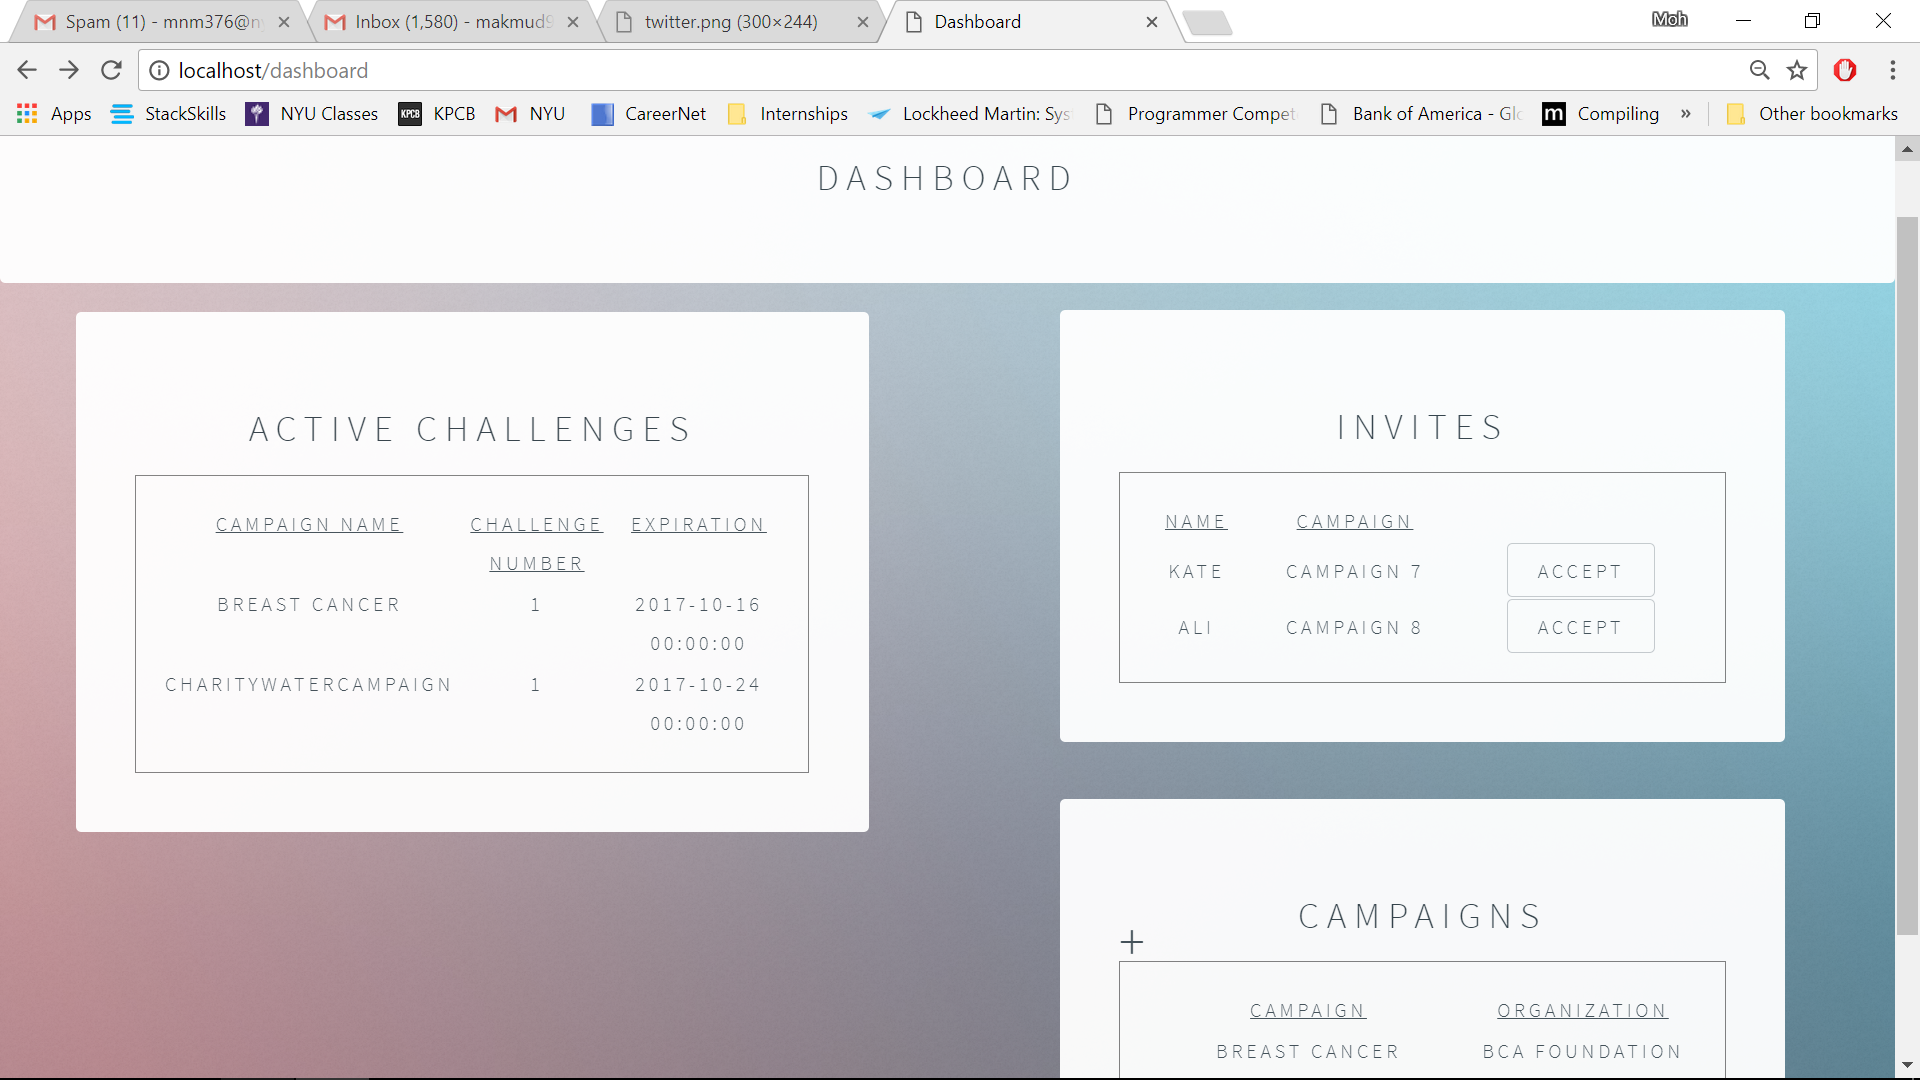 Spam (11) - mnm376@n
Inbox (1,580) - makmud9
twitter.png (300×244)
Dashboard
Moh
localhost/dashboard
Apps
StackSkills
NYU Classes
KPCB KPCB
NYU
CareerNet
Internships
Lockheed Martin: Sys
Programmer Compet
Bank of America - Glo
m Compiling
»
Other bookmarks
DASHBOARD
ACTIVE CHALLENGES
CAMPAIGN NAME CHALLENGE EXPIRATION
NUMBER
BREAST CANCER 1 2017-10-16
00:00:00
CHARITYWATERCAMPAIGN 1 2017-10-24
00:00:00
INVITES
NAME CAMPAIGN
KATE CAMPAIGN 7 ACCEPT
ALI CAMPAIGN 8 ACCEPT
CAMPAIGNS
+
CAMPAIGN ORGANIZATION
BREAST CANCER BCA FOUNDATION